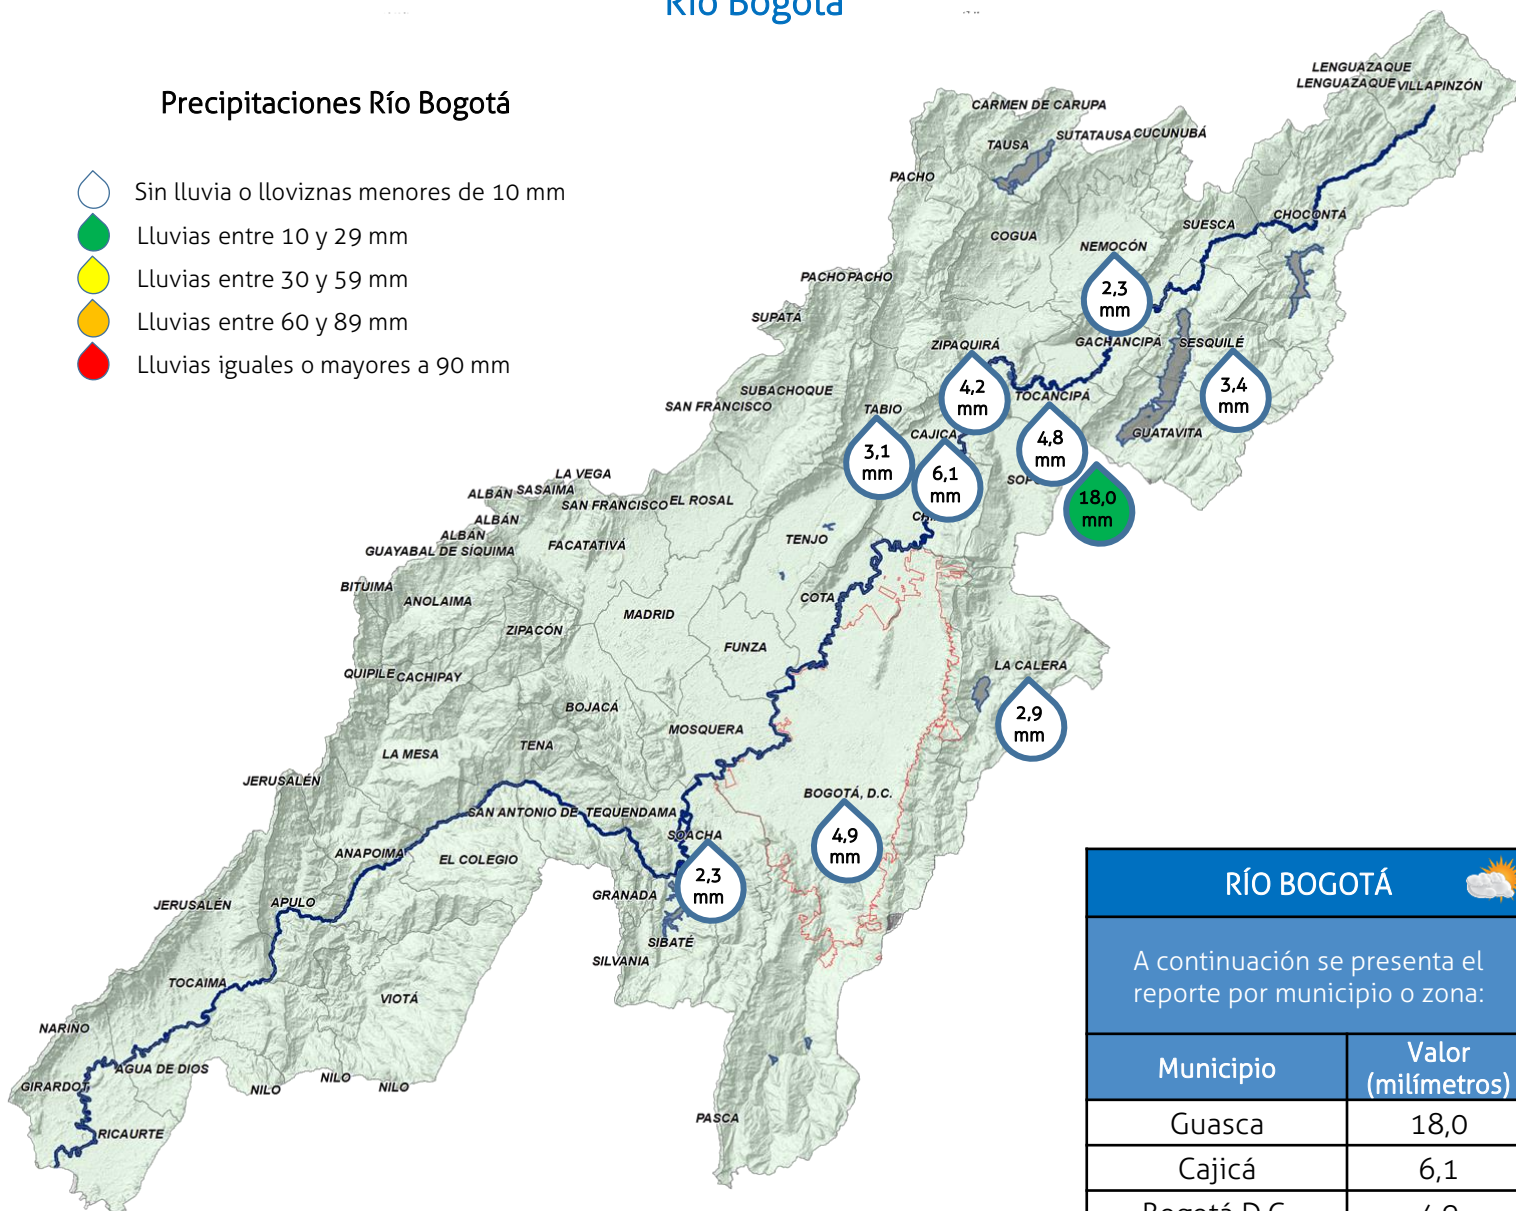 Río Bogotá
Precipitaciones Río Bogotá
Sin lluvia o lloviznas menores de 10 mm
Lluvias entre 10 y 29 mm
Lluvias entre 30 y 59 mm
Lluvias entre 60 y 89 mm
Lluvias iguales o mayores a 90 mm
LENGUAZAQUE
LENGUAZAQUE VILLAPINZÓN
CARMEN DE CARUPA
SUTATAUSA CUCUNUBÁ
TAUSA
PACHO
CHOCONTÁ
SUESCA
COGUA
NEMOCÓN
PACHO PACHO
2,3
mm
SUPATÁ
ZIPAQUIRÁ
GACHANCIPÁ
SESQUILÉ
4,2
mm
3,4
mm
SUBACHOQUE
SAN FRANCISCO
TOCANCIPÁ
TABIO
CAJICÁ
GUATAVITA
4,8
mm
3,1
mm
6,1
mm
SOP
18,0
mm
LA VEGA
ALBÁN SASAIMA
SAN FRANCISCO EL ROSAL
CH
ALBÁN
ALBÁN
GUAYABAL DE SÍQUIMA
FACATATIVÁ
TENJO
BITUIMA
ANOLAIMA
COTA
MADRID
ZIPACÓN
FUNZA
LA CALERA
QUIPILE CACHIPAY
BOJACÁ
2,9
mm
MOSQUERA
TENA
LA MESA
JERUSALÉN
BOGOTÁ, D.C.
SAN ANTONIO DE TEQUENDAMA
SOACHA
4,9
mm
ANAPOIMA
EL COLEGIO
2,3
mm
GRANADA
JERUSALÉN
APULO
SIBATÉ
SILVANIA
TOCAIMA
VIOTÁ
NARIÑO
AGUA DE DIOS
GIRARDOT
NILO
NILO
NILO
PASCA
RICAURTE
RÍO BOGOTÁ
A continuación se presenta el
reporte por municipio o zona:
Municipio
Valor
(milímetros)
Guasca 18,0
Cajicá 6,1
Bogotá D.C. 4,9